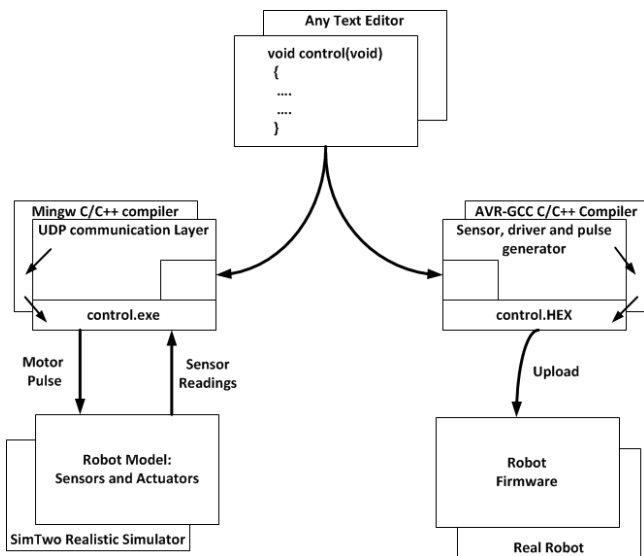 Any Text Editor
void control(void)
{
....
....
}
Mingw C/C++ compiler
UDP communication Layer
control.exe
AVR-GCC C/C++ Compiler
Sensor, driver and pulse
generator
control.HEX
Motor
Pulse
Sensor
Readings
Upload
Robot Model:
Sensors and Actuators
SimTwo Realistic Simulator
Robot
Firmware
Real Robot